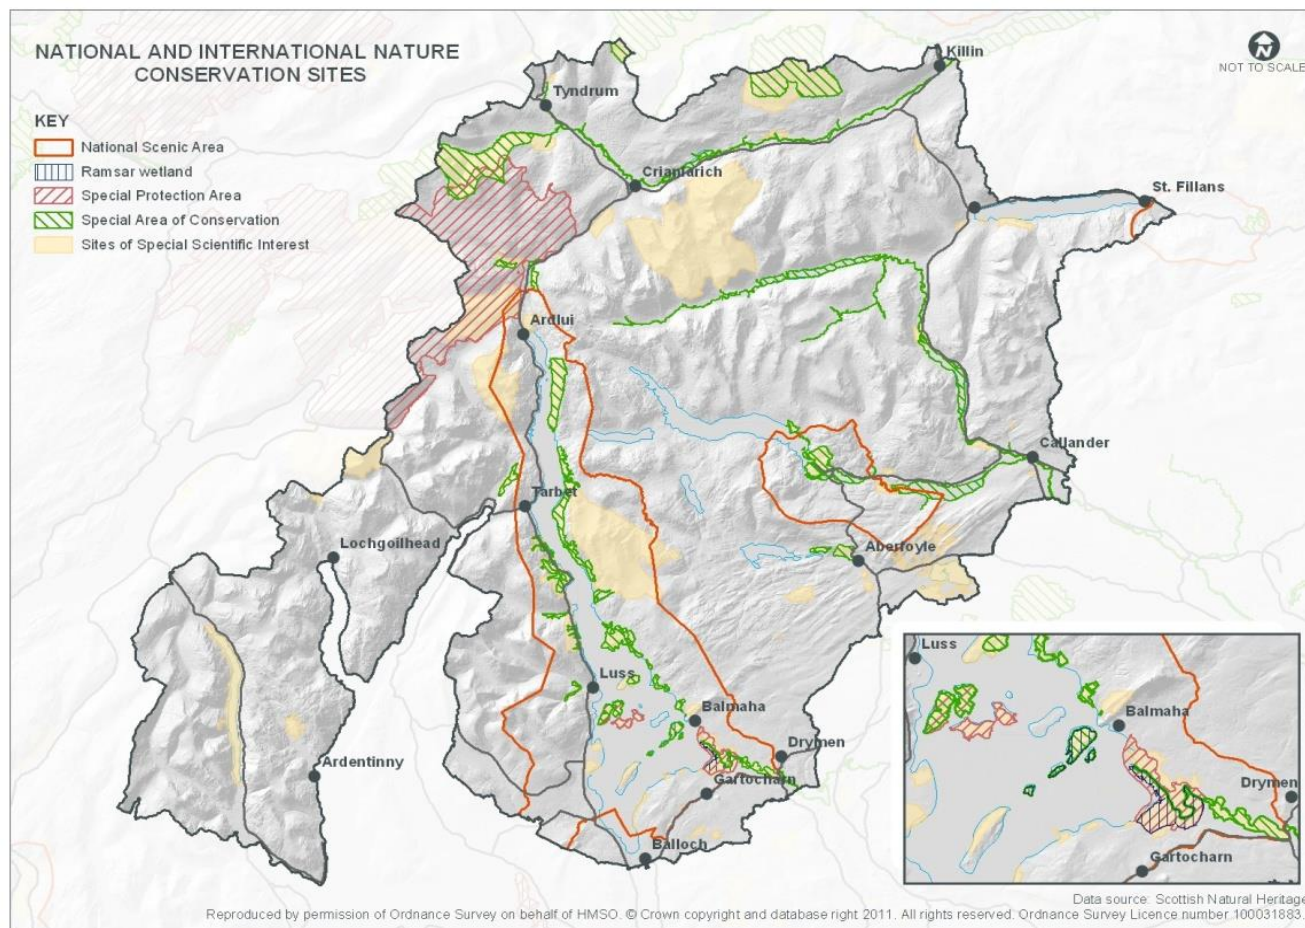 NATIONAL AND INTERNATIONAL NATURE
CONSERVATION SITES
KEY
National Scenic Area
Ramsar wetland
Special Protection Area
Special Area of Conservation
Sites of Special Scientific Interest
N
NOT TO SCALE
Killin
Tyndrum
Crianlarich
St. Fillans
Ardlui
Callander
Tarbet
Lochgoilhead
Aberfoyle
Luss
Balmaha
Drymen
Ardentinny
Gartocharn
Balloch
Luss
Balmaha
Drymen
Gartocharn
Data source: Scottish Natural Heritage
Reproduced by permission of Ordnance Survey on behalf of HMSO. © Crown copyright and database right 2011. All rights reserved. Ordnance Survey Licence number 100031883.